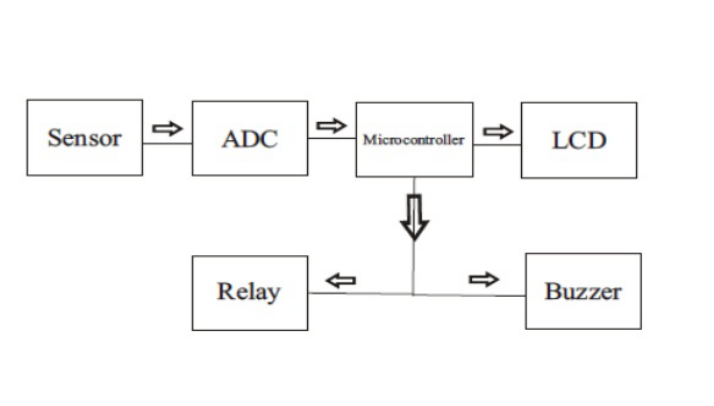 Sensor
ADC
Microcontroller
LCD
Relay
Buzzer